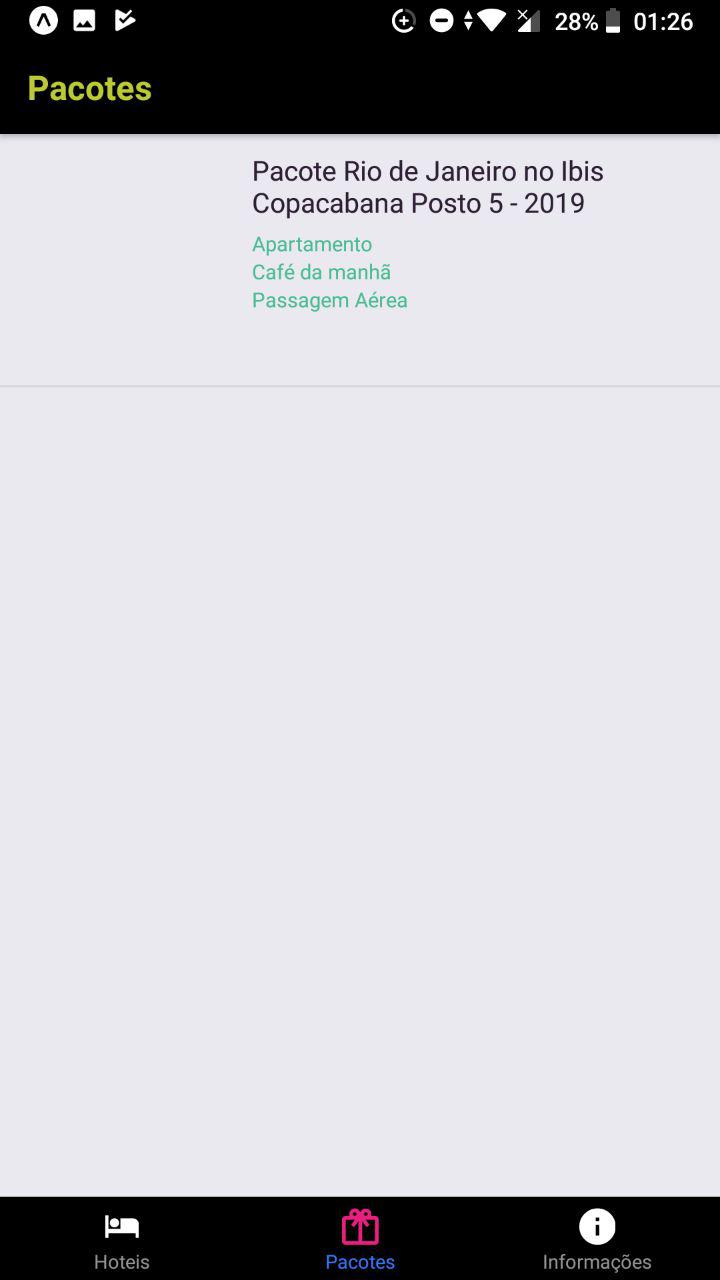 28% 01:26
Pacotes
Pacote Rio de Janeiro no Ibis
Copacabana Posto 5 - 2019
Apartamento
Café da manhã
Passagem Aérea
Hoteis Pacotes Informações